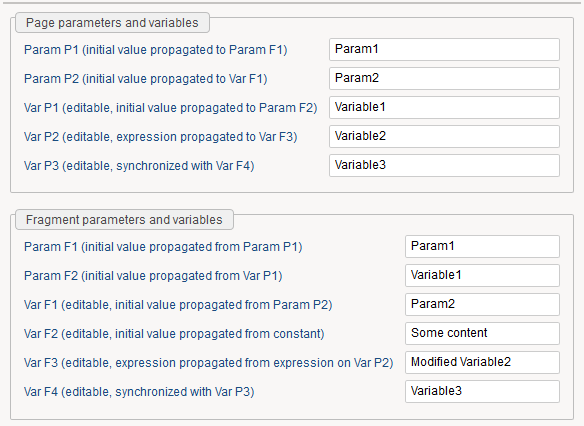 Page parameters and variables
Param P1 (initial value propagated to Param F1) Param1
Param P2 (initial value propagated to Var F1) Param2
Var P1 (editable, initial value propagated to Param F2) Variable1
Var P2 (editable, expression propagated to Var F3) Variable2
Var P3 (editable, synchronized with Var F4) Variable3
Fragment parameters and variables
Param F1 (initial value propagated from Param P1) Param1
Param F2 (initial value propagated from Var P1) Variable1
Var F1 (editable, initial value propagated from Param P2) Param2
Var F2 (editable, initial value propagated from constant) Some content
Var F3 (editable, expression propagated from expression on Var P2) Modified Variable2
Var F4 (editable, synchronized with Var P3) Variable3